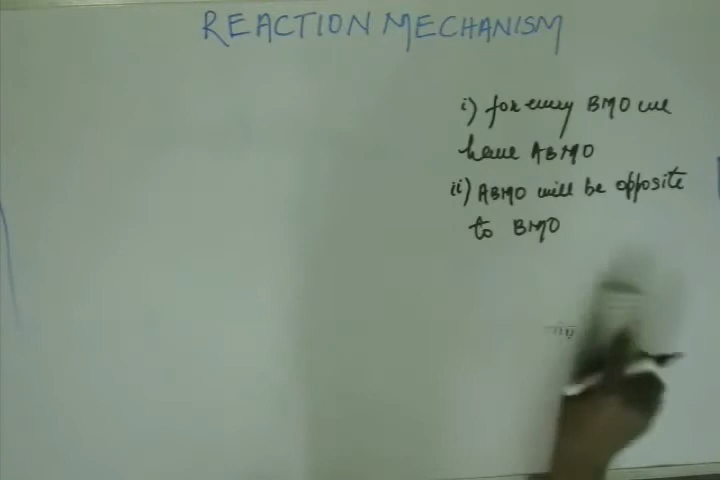 REACTION MECHANISM
i) for every BMO we
have ABMO
ii) ABMO will be opposite
to BMO